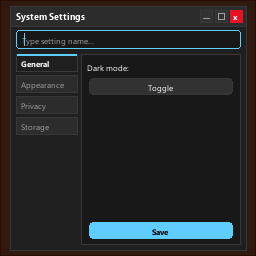 System Settings
Type setting name...
General
Appearance
Privacy
Storage
Dark mode:
Toggle
Save